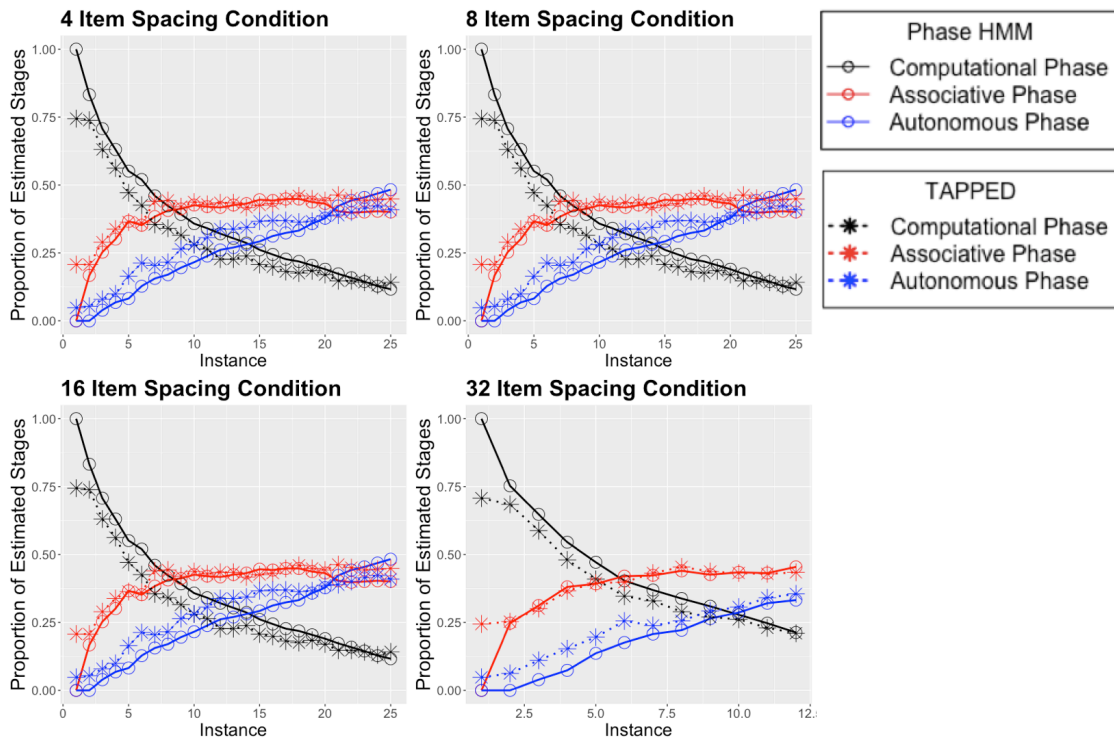 4 Item Spacing Condition
Proportion of Estimated Stages
1.00
0.75
0.50
0.25
0.00
0 5 10 15 20 25
Instance
8 Item Spacing Condition
Proportion of Estimated Stages
1.00
0.75
0.50
0.25
0.00
0 5 10 15 20 25
Instance
Phase HMM
Computational Phase
Associative Phase
Autonomous Phase
TAPPED
Computational Phase
Associative Phase
Autonomous Phase
16 Item Spacing Condition
Proportion of Estimated Stages
1.00
0.75
0.50
0.25
0.00
0 5 10 15 20 25
Instance
32 Item Spacing Condition
Proportion of Estimated Stages
1.00
0.75
0.50
0.25
0.00
2.5 5.0 7.5 10.0
Instance